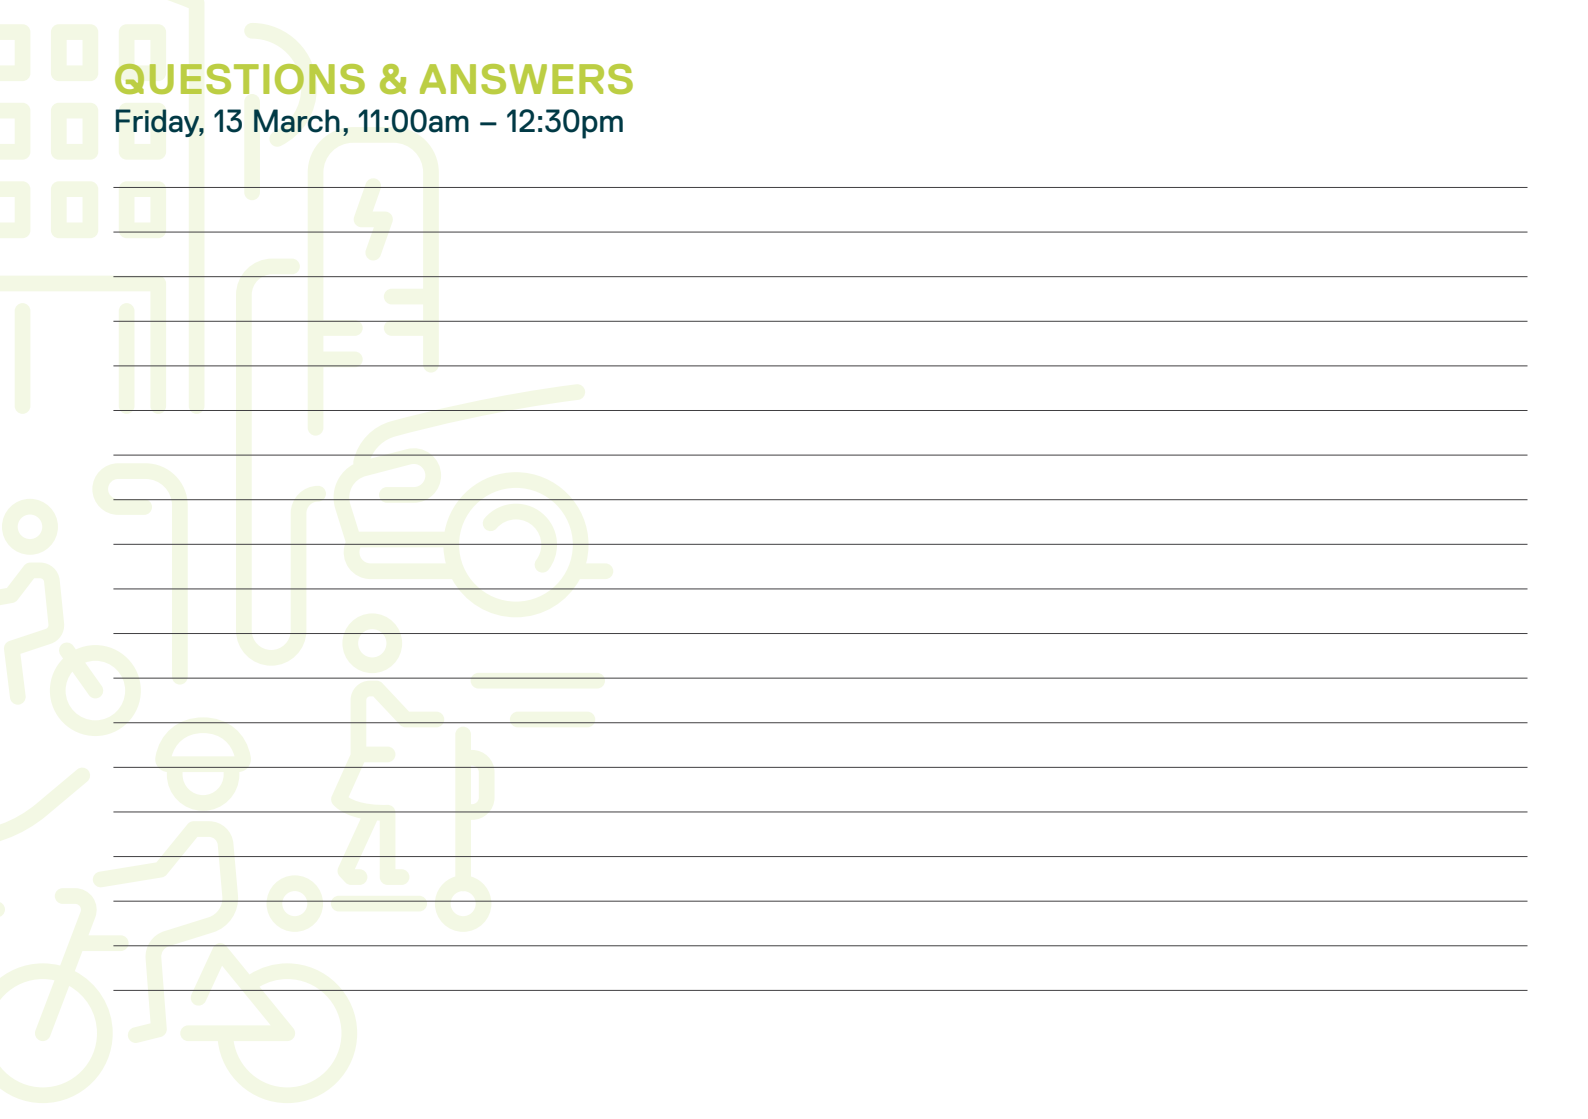 QUESTIONS & ANSWERS
Friday, 13 March, 11:00am – 12:30pm